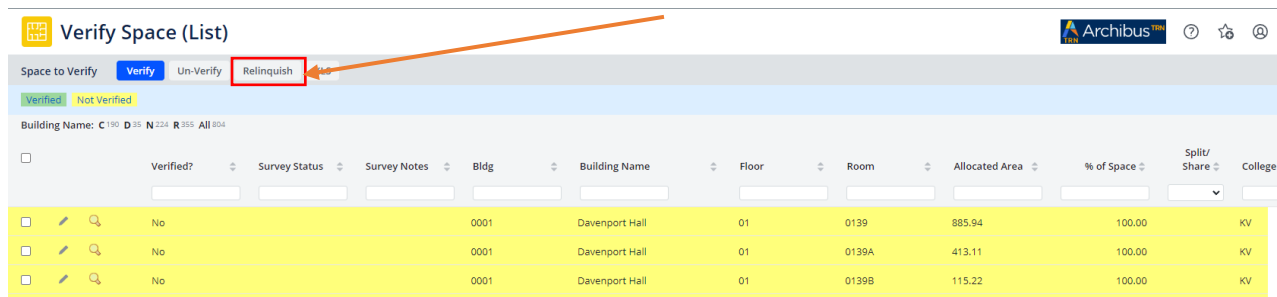 Verify Space (List)
Archibus TRN
TRN
Space to Verify Verify Un-Verify Relinquish XLS
Verified Not Verified
Building Name: C 190 D 35 N 224 R 355 All 804
Split/
Verified? Survey Status Survey Notes Bldg Building Name Floor Room Allocated Area % of Space Share College
No 0001 Davenport Hall 01 0139 885.94 100.00 KV
No 0001 Davenport Hall 01 0139A 413.11 100.00 KV
No 0001 Davenport Hall 01 0139B 115.22 100.00 KV